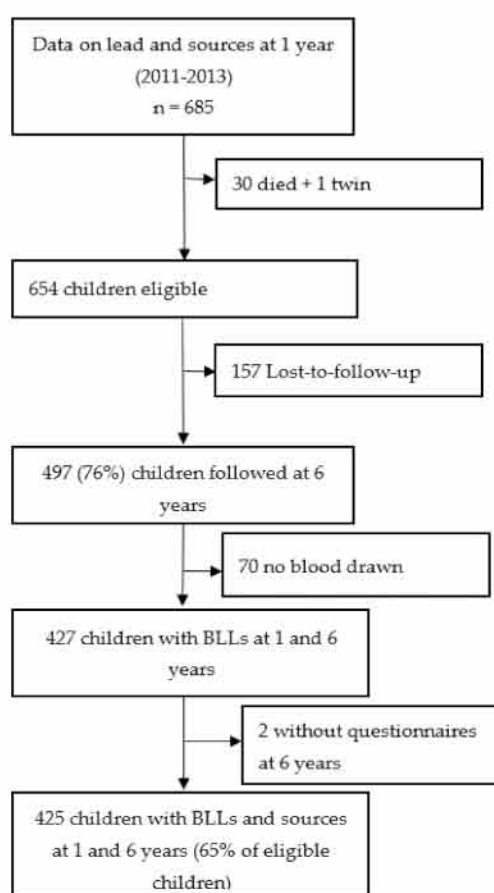 Data on lead and sources at 1 year
(2011-2013)
n = 685
30 died + 1 twin
654 children eligible
157 Lost-to-follow-up
497 (76%) children followed at 6
years
70 no blood drawn
427 children with BLLs at 1 and 6
years
2 without questionnaires
at 6 years
425 children with BLLs and sources
at 1 and 6 years (65% of eligible
children)